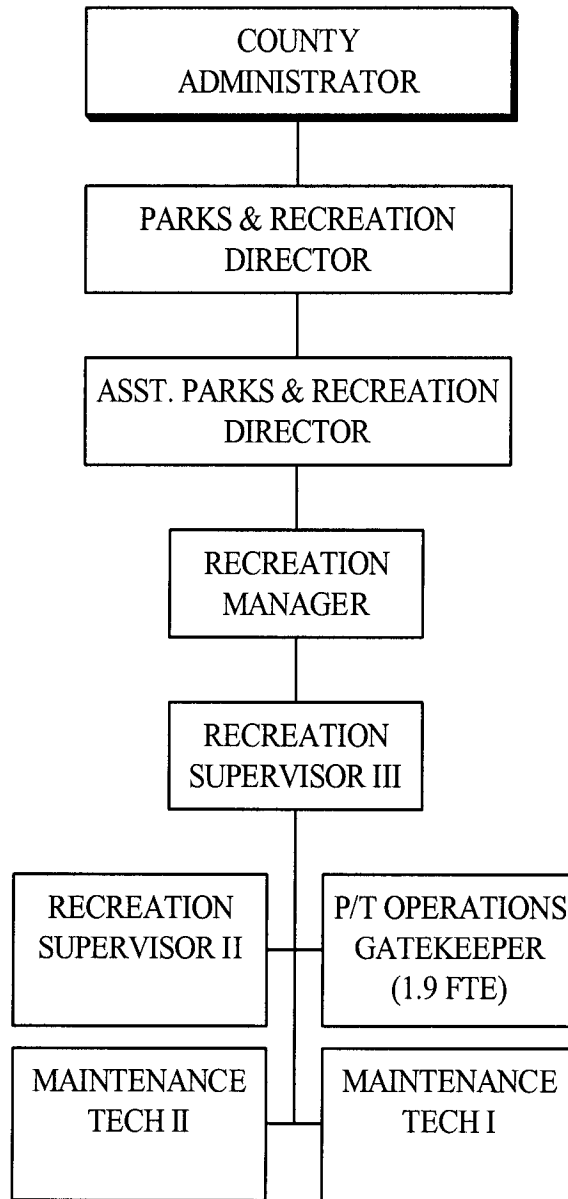 COUNTY
ADMINISTRATOR
PARKS & RECREATION
DIRECTOR
ASST. PARKS & RECREATION
DIRECTOR
RECREATION
MANAGER
RECREATION
SUPERVISOR III
RECREATION
SUPERVISOR II
P/T OPERATIONS
GATEKEEPER
(1.9 FTE)
MAINTENANCE
TECH II
MAINTENANCE
TECH I